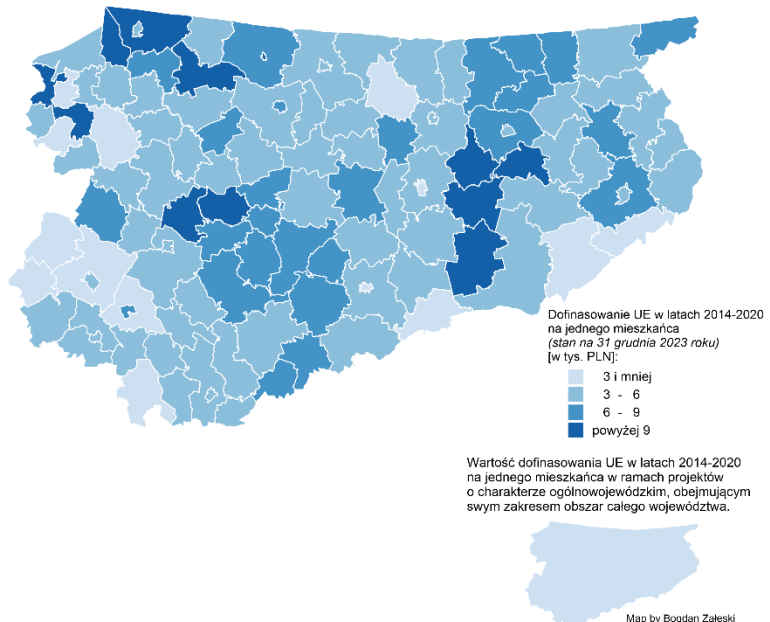 Dofinasowanie UE w latach 2014-2020
na jednego mieszkańca
(stan na 31 grudnia 2023 roku)
[w tys. PLN]:
3 i mniej
3 - 6
6 - 9
powyżej 9
Wartość dofinasowania UE w latach 2014-2020
na jednego mieszkańca w ramach projektów
o charakterze ogólnowojewódzkim, obejmującym
swym zakresem obszar całego województwa.
Map by Bogdan Załęski